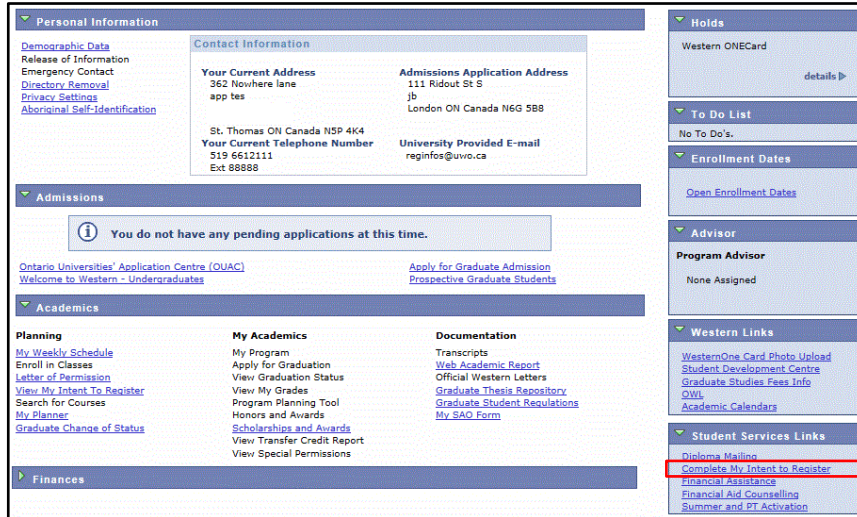 Personal Information
Demographic Data
Release of Information
Emergency Contact
Directory Removal
Privacy Settings
Aboriginal Self-Identification
Contact Information
Your Current Address
362 Nowhere lane
app tes
St. Thomas ON Canada N5P 4K4
Admissions Application Address
111 Ridout St S
jb
London ON Canada N6G 5B8
Your Current Telephone Number
519 6612111
Ext 88888
University Provided E-mail
reginfos@uwo.ca
Admissions
You do not have any pending applications at this time.
Ontario Universities' Application Centre (OUAC)
Welcome to Western - Undergraduates
Apply for Graduate Admission
Prospective Graduate Students
Academics
Planning
My Weekly Schedule
Enroll in Classes
Letter of Permission
View My Intent To Register
Search for Courses
My Planner
Graduate Change of Status
My Academics
My Program
Apply for Graduation
View Graduation Status
View My Grades
Program Planning Tool
Honors and Awards
Scholarships and Awards
View Transfer Credit Report
View Special Permissions
Documentation
Transcripts
Web Academic Report
Official Western Letters
Graduate Thesis Repository
Graduate Student Regulations
My SAO Form
Finances
Holds
Western ONECard
details
To Do List
No To Do's.
Enrollment Dates
Open Enrollment Dates
Advisor
Program Advisor
None Assigned
Western Links
WesternOne Card Photo Upload
Student Development Centre
Graduate Studies Fees Info
OWL
Academic Calendars
Student Services Links
Diploma Mailing
Complete My Intent to Register
Financial Assistance
Financial Aid Counselling
Summer and PT Activation